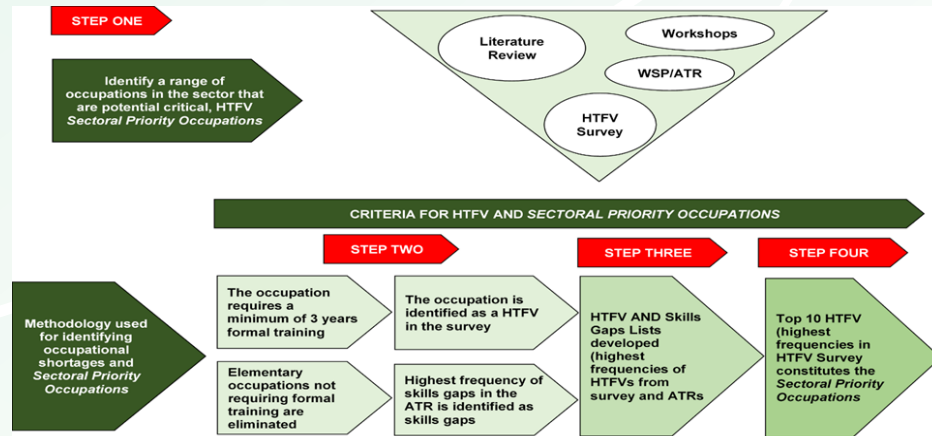 STEP ONE
Identify a range of
occupations in the sector that
are potential critical, HTFV
Sectoral Priority Occupations
Literature
Review
Workshops
WSP/ATR
HTFV
Survey
CRITERIA FOR HTFV AND SECTORAL PRIORITY OCCUPATIONS
STEP TWO
STEP THREE
STEP FOUR
Methodology used
for identifying
occupational
shortages and
Sectoral Priority
Occupations
The occupation
requires a
minimum of 3 years
formal training
The occupation is
identified as a HTFV
in the survey
Elementary
occupations not
requiring formal
training are
eliminated
Highest frequency of
skills gaps in the
ATR is identified as
skills gaps
HTFV AND Skills
Gaps Lists
developed
(highest
frequencies of
HTFVs from
survey and ATRs
Top 10 HTFV
(highest
frequencies in
HTFV Survey
constitutes the
Sectoral Priority
Occupations